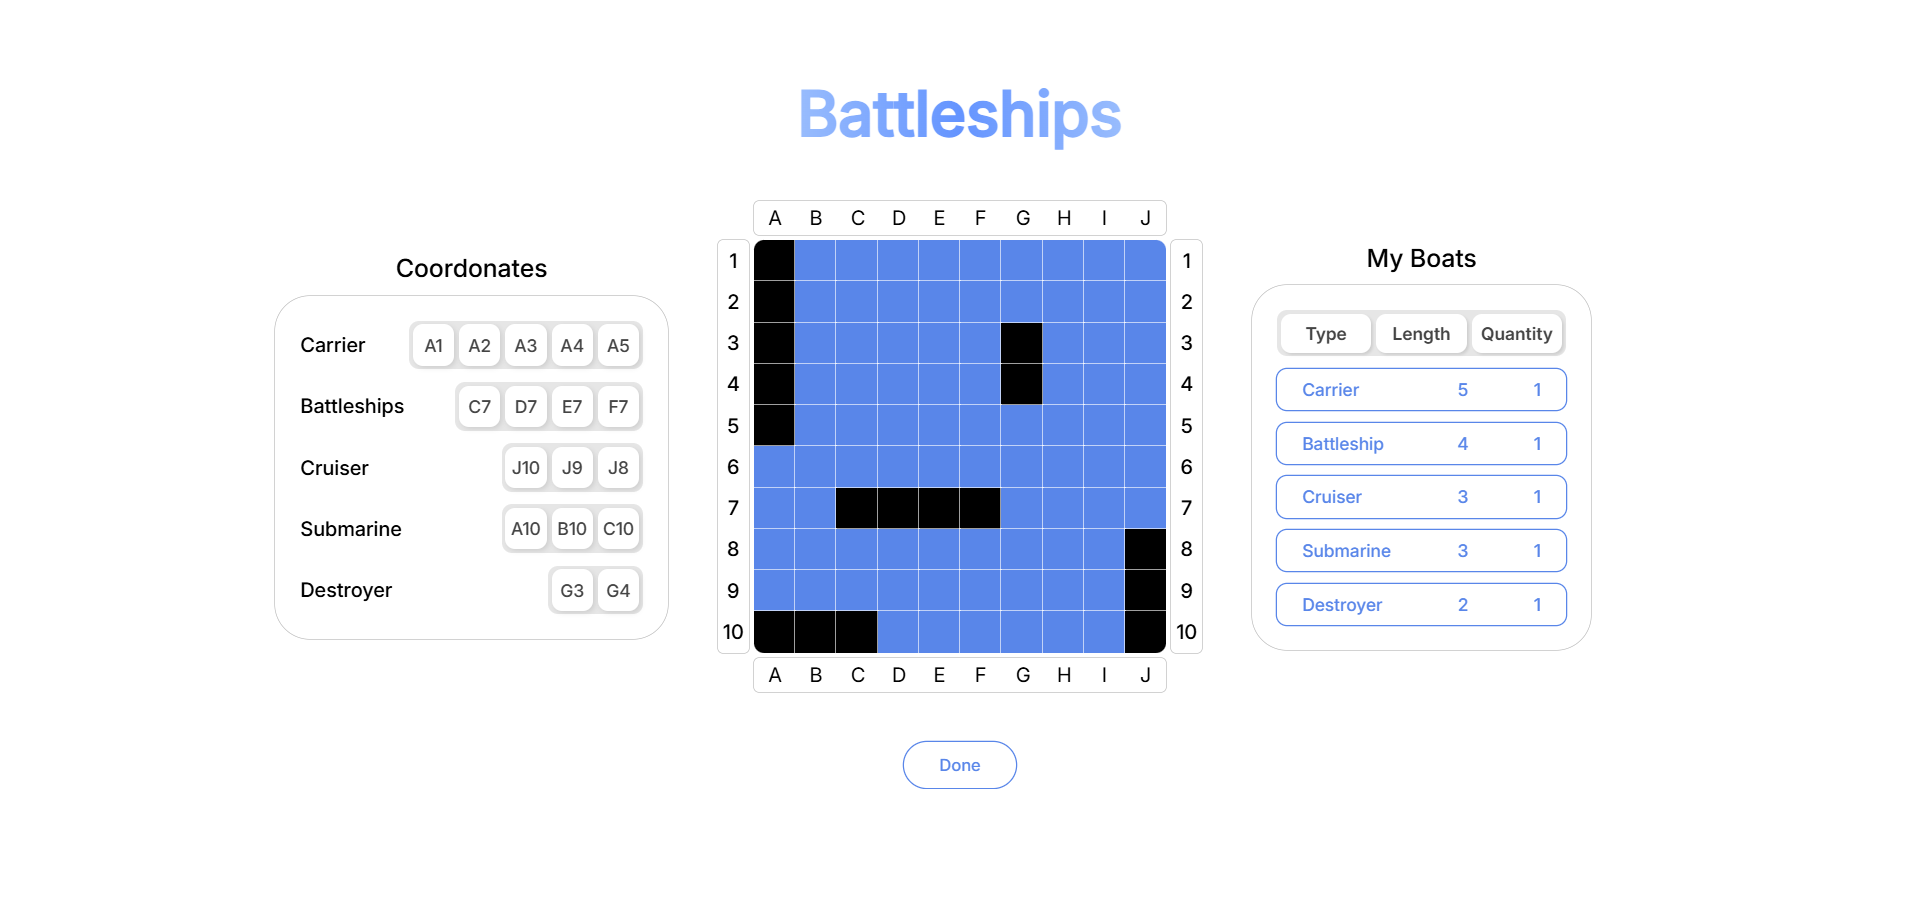 Battleships
Coordonates
Carrier A1 A2 A3 A4 A5
Battleships C7 D7 E7 F7
Cruiser J10 J9 J8
Submarine A10 B10 C10
Destroyer G3 G4
A B C D E F G H I J
1 1
2 2
3 3
4 4
5 5
6 6
7 7
8 8
9 9
10 10
A B C D E F G H I J
My Boats
Type Length Quantity
Carrier 5 1
Battleship 4 1
Cruiser 3 1
Submarine 3 1
Destroyer 2 1
Done